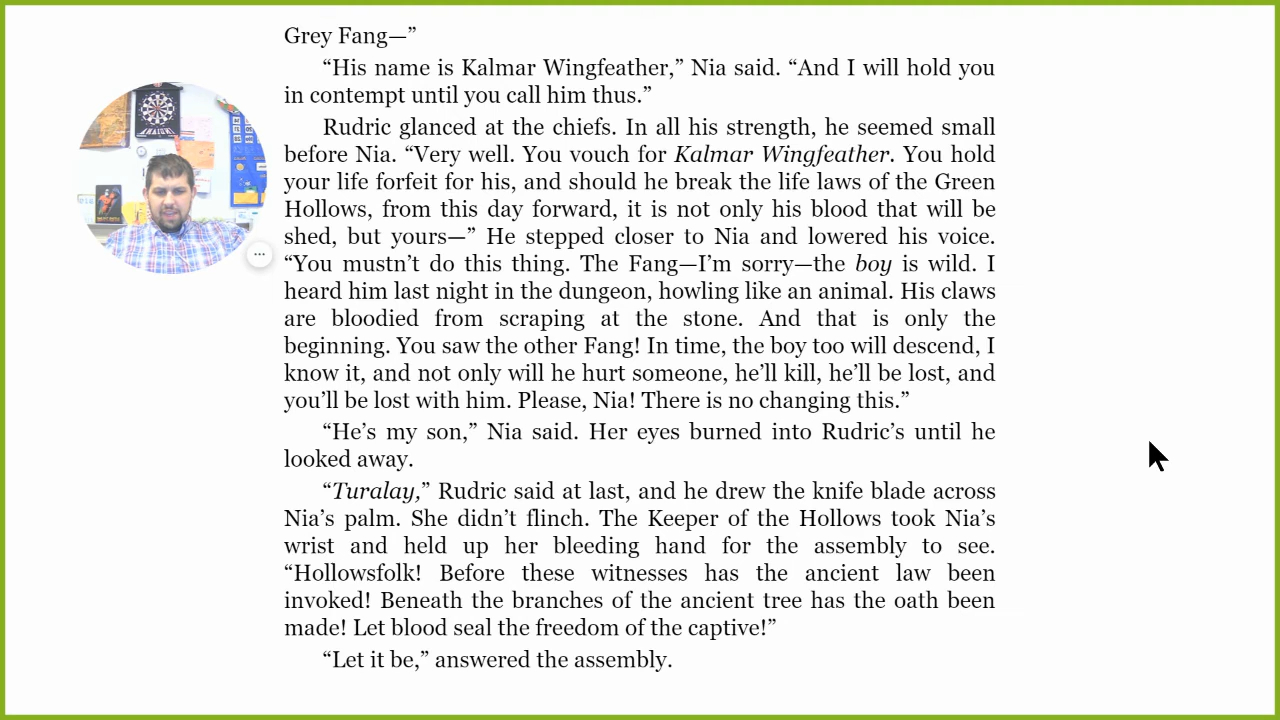 Grey Fang—”
“His name is Kalmar Wingfeather,” Nia said. “And I will hold you
in contempt until you call him thus.”
Rudric glanced at the chiefs. In all his strength, he seemed small
before Nia. “Very well. You vouch for Kalmar Wingfeather. You hold
your life forfeit for his, and should he break the life laws of the Green
Hollows, from this day forward, it is not only his blood that will be
shed, but yours—” He stepped closer to Nia and lowered his voice.
“You mustn’t do this thing. The Fang—I’m sorry—the boy is wild. I
heard him last night in the dungeon, howling like an animal. His claws
are bloodied from scraping at the stone. And that is only the
beginning. You saw the other Fang! In time, the boy too will descend, I
know it, and not only will he hurt someone, he’ll kill, he’ll be lost, and
you’ll be lost with him. Please, Nia! There is no changing this.”
“He’s my son,” Nia said. Her eyes burned into Rudric’s until he
looked away.
“Turalay,” Rudric said at last, and he drew the knife blade across
Nia’s palm. She didn’t flinch. The Keeper of the Hollows took Nia’s
wrist and held up her bleeding hand for the assembly to see.
“Hollowsfolk! Before these witnesses has the ancient law been
invoked! Beneath the branches of the ancient tree has the oath been
made! Let blood seal the freedom of the captive!”
“Let it be,” answered the assembly.